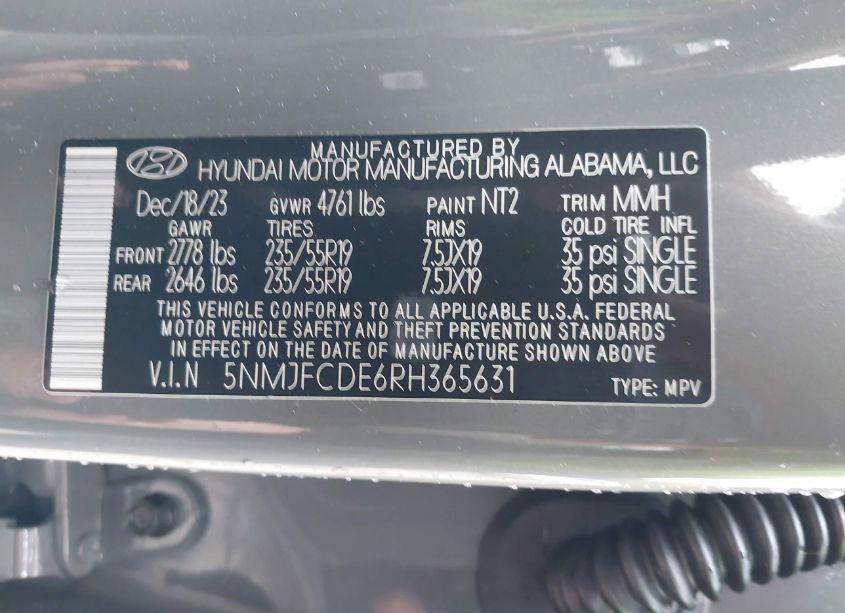 MANUFACTURED BY
HYUNDAI MOTOR MANUFACTURING ALABAMA, LLC
Dec/18/23 GVWR 4761 lbs PAINT NT2 TRIM MMH
GAWR TIRES RIMS COLD TIRE INFL
FRONT 2778 lbs 235/55R19 7.5JX19 35 psi SINGLE
REAR 2646 lbs 235/55R19 7.5JX19 35 psi SINGLE
THIS VEHICLE CONFORMS TO ALL APPLICABLE U.S.A. FEDERAL
MOTOR VEHICLE SAFETY AND THEFT PREVENTION STANDARDS
IN EFFECT ON THE DATE OF MANUFACTURE SHOWN ABOVE
V.I.N 5NMJFCDE6RH365631 TYPE: MPV